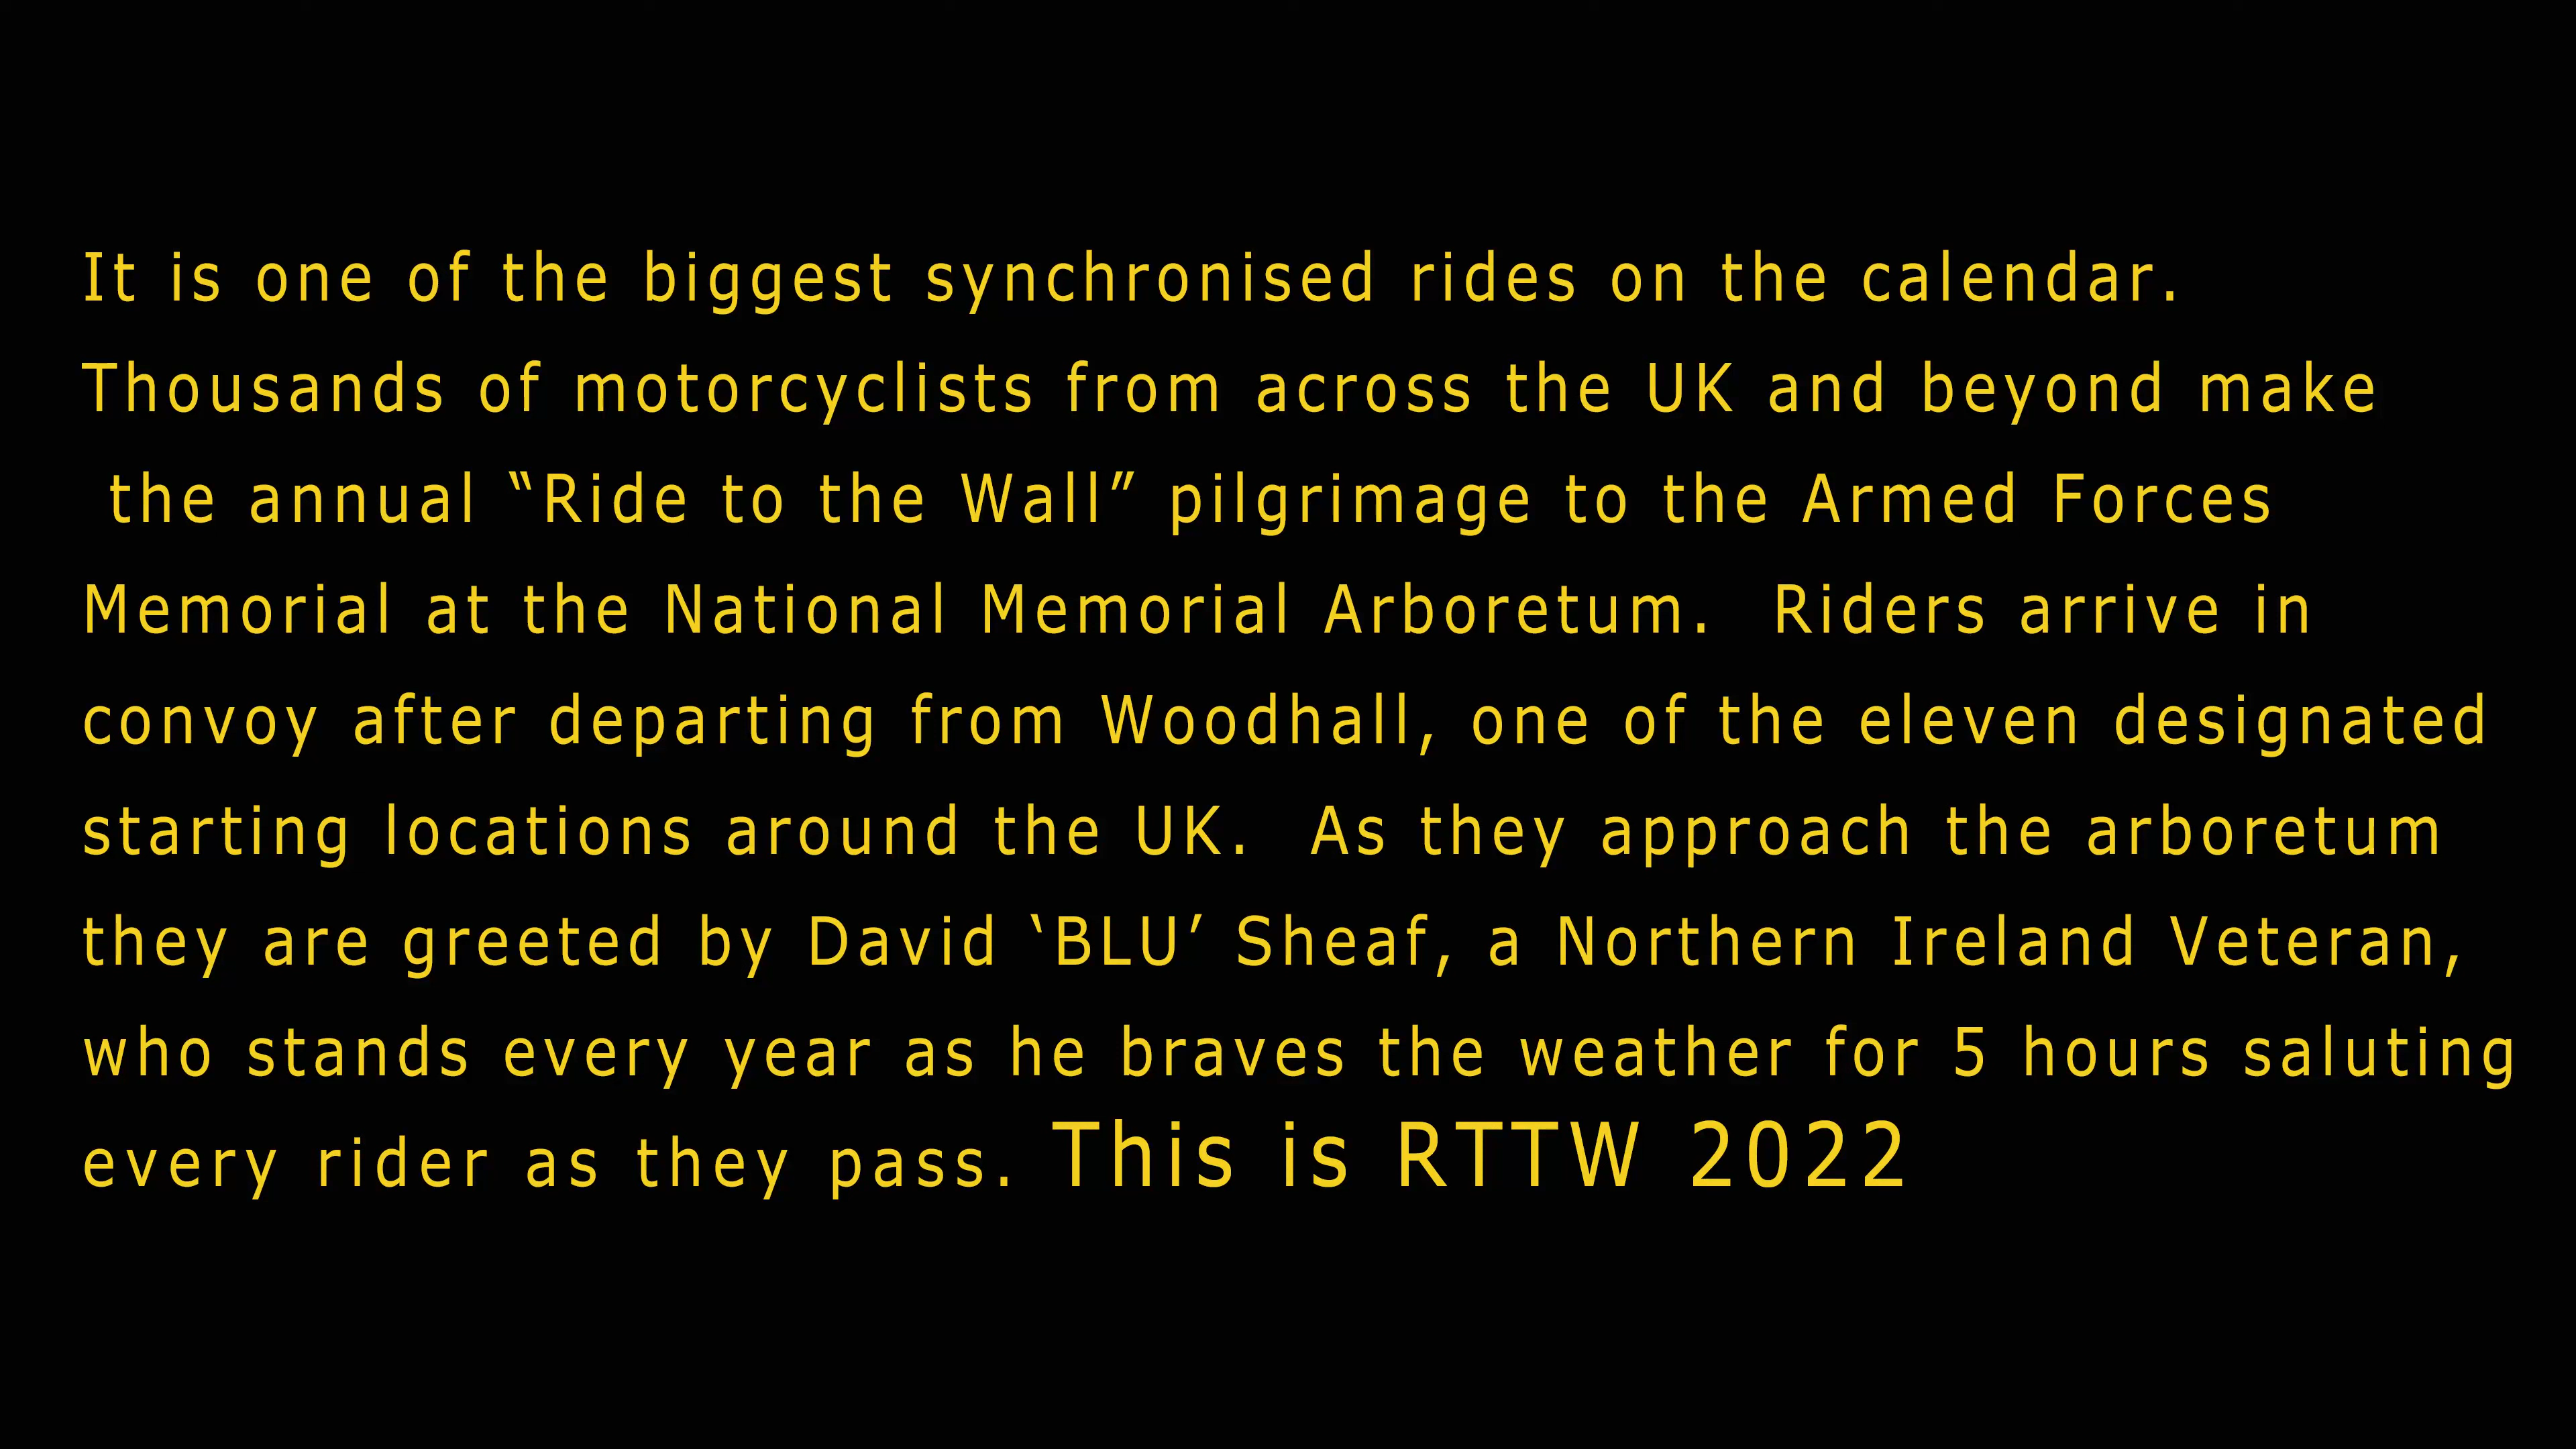 It is one of the biggest synchronised rides on the calendar.
Thousands of motorcyclists from across the UK and beyond make
the annual “Ride to the Wall” pilgrimage to the Armed Forces
Memorial at the National Memorial Arboretum.  Riders arrive in
convoy after departing from Woodhall, one of the eleven designated
starting locations around the UK.  As they approach the arboretum
they are greeted by David ‘BLU’ Sheaf, a Northern Ireland Veteran,
who stands every year as he braves the weather for 5 hours saluting
every rider as they pass. This is RTTW 2022